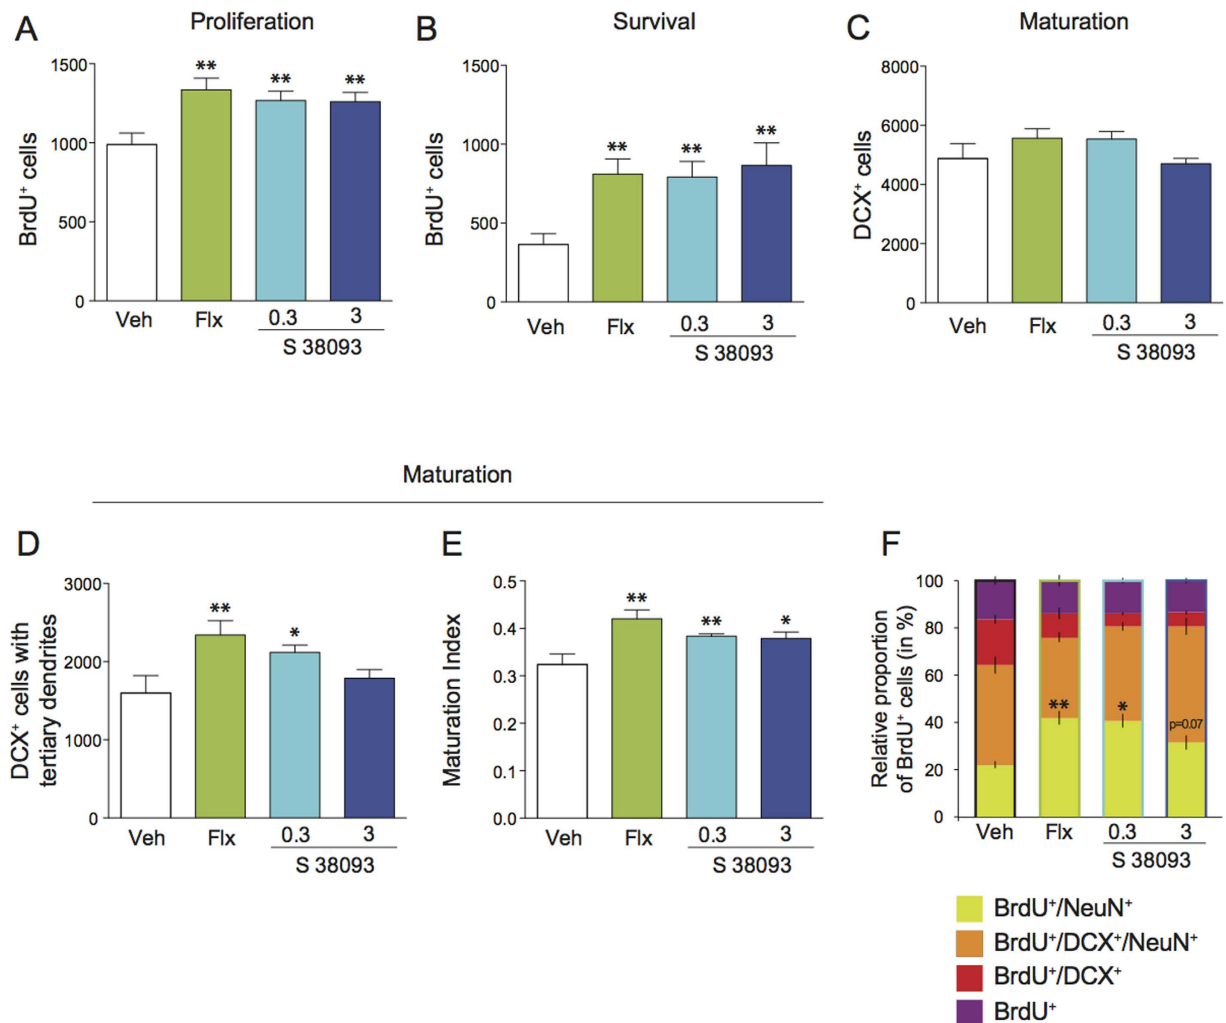 A
Proliferation
BrdU⁺ cells
1500
1000
500
0
**
**
**
Veh
Flx
0.3
3
S 38093
B
Survival
BrdU⁺ cells
1500
1000
500
0
**
**
**
Veh
Flx
0.3
3
S 38093
C
Maturation
DCX⁺ cells
8000
6000
4000
2000
0
Veh
Flx
0.3
3
S 38093
Maturation
D
DCX⁺ cells with
tertiary dendrites
3000
2000
1000
0
**
*
Veh
Flx
0.3
3
S 38093
E
Maturation Index
0.5
0.4
0.3
0.2
0.1
0.0
**
**
*
Veh
Flx
0.3
3
S 38093
F
Relative proportion
of BrdU⁺ cells (in %)
100
80
60
40
20
0
**
*
p=0.07
Veh
Flx
0.3
3
S 38093
BrdU⁺/NeuN⁺
BrdU⁺/DCX⁺/NeuN⁺
BrdU⁺/DCX⁺
BrdU⁺